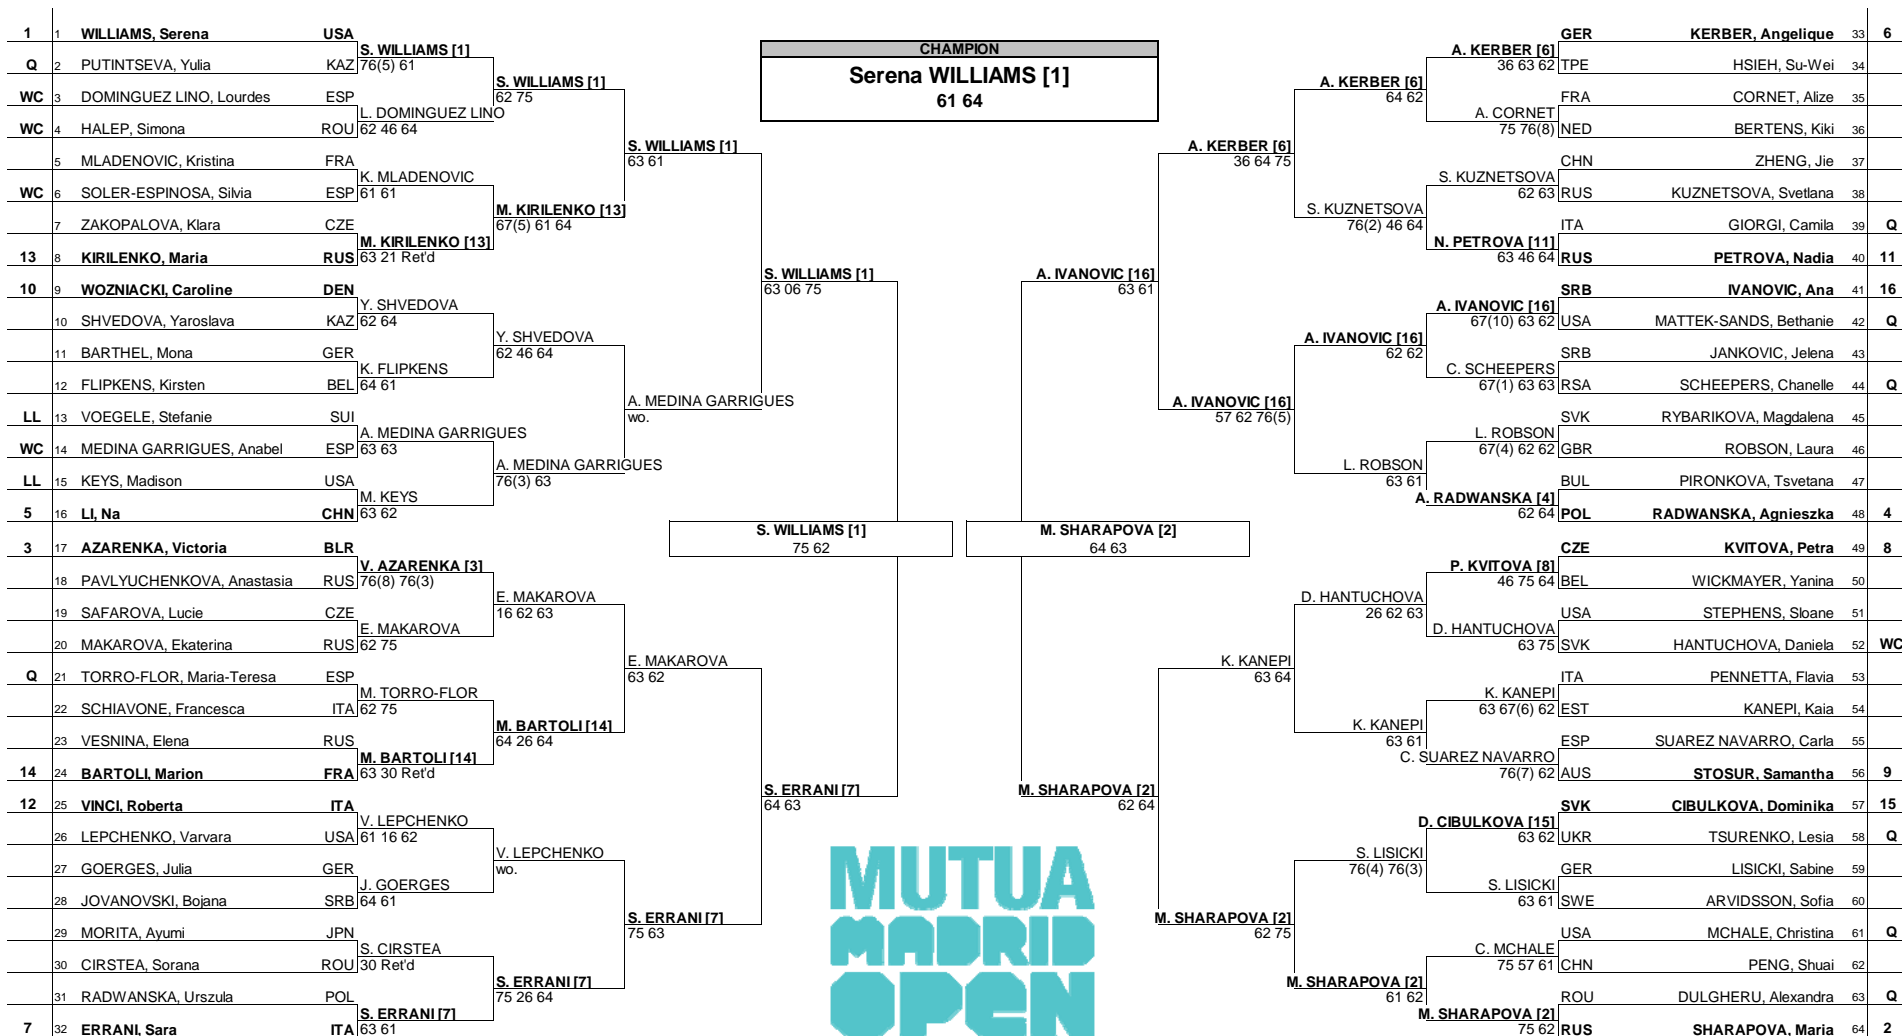 1 1 WILLIAMS, Serena USA
Q 2 PUTINTSEVA, Yulia KAZ
WC 3 DOMINGUEZ LINO, Lourdes ESP
WC 4 HALEP, Simona ROU
5 MLADENOVIC, Kristina FRA
WC 6 SOLER-ESPINOSA, Silvia ESP
7 ZAKOPALOVA, Klara CZE
13 8 KIRILENKO, Maria RUS
10 9 WOZNIACKI, Caroline DEN
10 SHVEDOVA, Yaroslava KAZ
11 BARTHEL, Mona GER
12 FLIPKENS, Kirsten BEL
LL 13 VOEGELE, Stefanie SUI
WC 14 MEDINA GARRIGUES, Anabel ESP
LL 15 KEYS, Madison USA
5 16 LI, Na CHN
3 17 AZARENKA, Victoria BLR
18 PAVLYUCHENKOVA, Anastasia RUS
19 SAFAROVA, Lucie CZE
20 MAKAROVA, Ekaterina RUS
Q 21 TORRO-FLOR, Maria-Teresa ESP
22 SCHIAVONE, Francesca ITA
23 VESNINA, Elena RUS
14 24 BARTOLI, Marion FRA
12 25 VINCI, Roberta ITA
26 LEPCHENKO, Varvara USA
27 GOERGES, Julia GER
28 JOVANOVSKI, Bojana SRB
29 MORITA, Ayumi JPN
30 CIRSTEA, Sorana ROU
31 RADWANSKA, Urszula POL
7 32 ERRANI, Sara ITA
S. WILLIAMS [1]
76(5) 61
L. DOMINGUEZ LINO
62 46 64
K. MLADENOVIC
61 61
M. KIRILENKO [13]
63 21 Ret'd
Y. SHVEDOVA
62 64
K. FLIPKENS
64 61
A. MEDINA GARRIGUES
63 63
M. KEYS
63 62
V. AZARENKA [3]
76(8) 76(3)
E. MAKAROVA
62 75
M. TORRO-FLOR
62 75
M. BARTOLI [14]
63 30 Ret'd
V. LEPCHENKO
61 16 62
J. GOERGES
64 61
S. CIRSTEA
30 Ret'd
S. ERRANI [7]
63 61
S. WILLIAMS [1]
62 75
M. KIRILENKO [13]
67(5) 61 64
Y. SHVEDOVA
62 46 64
A. MEDINA GARRIGUES
76(3) 63
E. MAKAROVA
16 62 63
M. BARTOLI [14]
64 26 64
V. LEPCHENKO
wo.
S. ERRANI [7]
75 26 64
S. WILLIAMS [1]
63 61
A. MEDINA GARRIGUES
wo.
E. MAKAROVA
63 62
S. ERRANI [7]
75 63
S. WILLIAMS [1]
63 06 75
S. ERRANI [7]
64 63
S. WILLIAMS [1]
75 62
CHAMPION
Serena WILLIAMS [1]
61 64
M. SHARAPOVA [2]
64 63
MUTUA
MADRID
OPEN
A. IVANOVIC [16]
63 61
M. SHARAPOVA [2]
62 64
A. KERBER [6]
36 64 75
A. IVANOVIC [16]
57 62 76(5)
K. KANEPI
63 64
M. SHARAPOVA [2]
62 75
A. KERBER [6]
64 62
S. KUZNETSOVA
76(2) 46 64
A. IVANOVIC [16]
62 62
L. ROBSON
63 61
D. HANTUCHOVA
26 62 63
K. KANEPI
63 61
S. LISICKI
76(4) 76(3)
M. SHARAPOVA [2]
61 62
A. KERBER [6]
36 63 62
A. CORNET
75 76(8)
S. KUZNETSOVA
62 63
N. PETROVA [11]
63 46 64
A. IVANOVIC [16]
67(10) 63 62
C. SCHEEPERS
67(1) 63 63
L. ROBSON
67(4) 62 62
A. RADWANSKA [4]
62 64
P. KVITOVA [8]
46 75 64
D. HANTUCHOVA
63 75
K. KANEPI
63 67(6) 62
C. SUAREZ NAVARRO
76(7) 62
D. CIBULKOVA [15]
63 62
S. LISICKI
63 61
C. MCHALE
75 57 61
M. SHARAPOVA [2]
75 62
GER KERBER, Angelique 33 6
TPE HSIEH, Su-Wei 34
FRA CORNET, Alize 35
NED BERTENS, Kiki 36
CHN ZHENG, Jie 37
RUS KUZNETSOVA, Svetlana 38
ITA GIORGI, Camila 39 Q
RUS PETROVA, Nadia 40 11
SRB IVANOVIC, Ana 41 16
USA MATTEK-SANDS, Bethanie 42 Q
SRB JANKOVIC, Jelena 43
RSA SCHEEPERS, Chanelle 44 Q
SVK RYBARIKOVA, Magdalena 45
GBR ROBSON, Laura 46
BUL PIRONKOVA, Tsvetana 47
POL RADWANSKA, Agnieszka 48 4
CZE KVITOVA, Petra 49 8
BEL WICKMAYER, Yanina 50
USA STEPHENS, Sloane 51
SVK HANTUCHOVA, Daniela 52 WC
ITA PENNETTA, Flavia 53
EST KANEPI, Kaia 54
ESP SUAREZ NAVARRO, Carla 55
AUS STOSUR, Samantha 56 9
SVK CIBULKOVA, Dominika 57 15
UKR TSURENKO, Lesia 58 Q
GER LISICKI, Sabine 59
SWE ARVIDSSON, Sofia 60
USA MCHALE, Christina 61 Q
CHN PENG, Shuai 62
ROU DULGHERU, Alexandra 63 Q
RUS SHARAPOVA, Maria 64 2